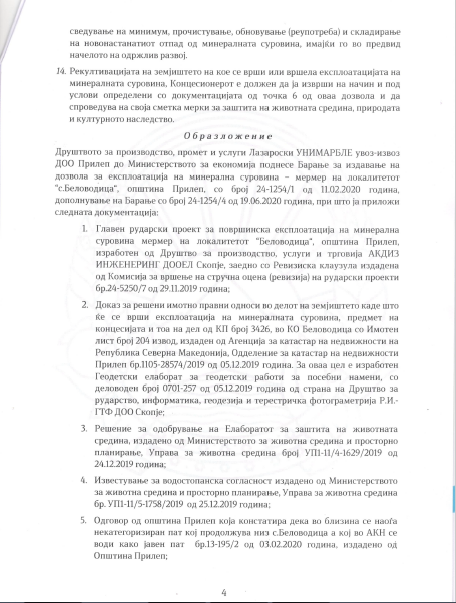 сведување на минимум, прочистување, обновување (реупотреба) и складирање
на новонастанатиот отпад од минералната суровина, имајќи го во предвид
начелото на одржлив развој.
14. Рекултивацијата на земјиштето на кое се врши или вршела експлоатацијата на
минералната суровина, Концесионерот е должен да ја изврши на начин и под
услови определени со документацијата од точка 6 од оваа дозвола и да
спроведува на своја сметка мерки за заштита на животната средина, природата
и културното наследство.
Образложение
Друштвото за производство, промет и услуги Лазароски УНИМАРБЛЕ увоз-извоз
ДОО Прилеп до Министерството за економија поднесе Барање за издавање на
дозвола за експлоатација на минерална суровина – мермер на локалитетот
"с.Беловодица", општина Прилеп, со број 24-1254/1 од 11.02.2020 година,
дополнување на Барање со број 24-1254/4 од 19.06.2020 година, при што ја приложи
следната документација:
1. Главен рударски проект за површинска експлоатација на минерална
суровина мермер на локалитетот "Беловодица", општина Прилеп,
изработен од Друштво за производство, услуги и трговија АКДИЗ
ИНЖЕНЕРИНГ ДООЕЛ Скопје, заедно со Ревизиска клаузула издадена
од Комисија за вршење на стручна оцена (ревизија) на рударски проекти
бр.24-5250/7 од 29.11.2019 година;
2. Доказ за решени имотно правни односи во делот на земјиштето каде што
ќе се врши експлоатација на минералната суровина, предмет на
концесијата и тоа на дел од КП број 3426, во КО Беловодица со Имотен
лист број 204 извод, издаден од Агенција за катастар на недвижности на
Република Северна Македонија, Одделение за катастар на недвижности
Прилеп бр.1105-28574/2019 од 05.12.2019 година. За оваа цел е изработен
Геодетски елаборат за геодетски работи за посебни намени, со
деловоден број 0701-257 од 05.12.2019 година од страна на Друштво за
рударство, информатика, геодезија и терестричка фотограметрија Р.И.-
ГТФ ДОО Скопје;
3. Решение за одобрување на Елаборатот за заштита на животната
средина, издадено од Министерството за животна средина и просторно
планирање, Управа за животна средина број УП1-11/4-1629/2019 од
24.12.2019 година;
4. Известување за водостопанска согласност издадено од Министерството
за животна средина и просторно планирање, Управа за животна средина
бр. УП1-11/5-1758/2019 од 25.12.2019 година;
5. Одговор од општина Прилеп која констатира дека во близина се наоѓа
некатегоризиран пат кој продолжува низ с.Беловодица а кој во АКН се
води како јавен пат бр.13-195/2 од 03.02.2020 година, издадено од
Општина Прилеп;
4